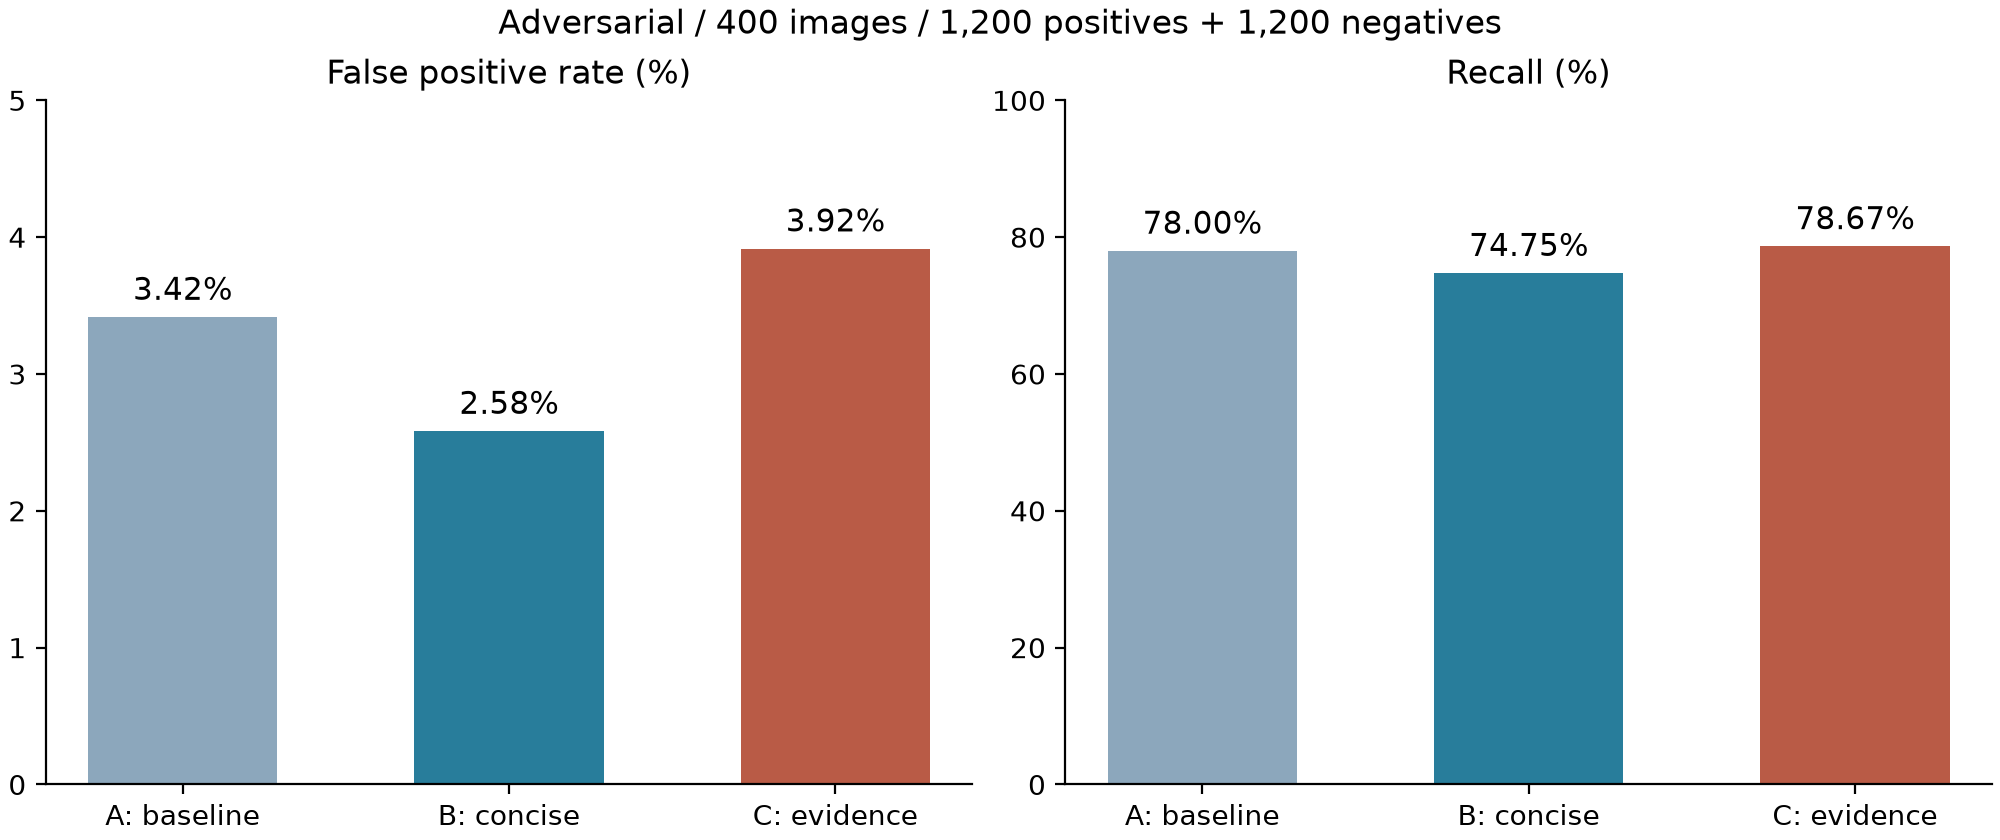 Adversarial / 400 images / 1,200 positives + 1,200 negatives
False positive rate (%)
5
4
3
2
1
0
3.42%
2.58%
3.92%
A: baseline
B: concise
C: evidence
Recall (%)
100
80
60
40
20
0
78.00%
74.75%
78.67%
A: baseline
B: concise
C: evidence